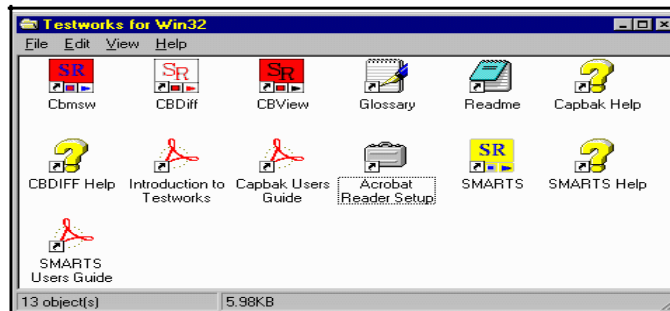 Testworks for Win32
File Edit View Help
SR SR SR
Cbmsw CBDiff CBView Glossary Readme Capbak Help
SR
CBDIFF Help Introduction to Testworks Capbak Users Guide Acrobat Reader Setup SMARTS SMARTS Help
SMARTS
Users Guide
13 object(s) 5.98KB